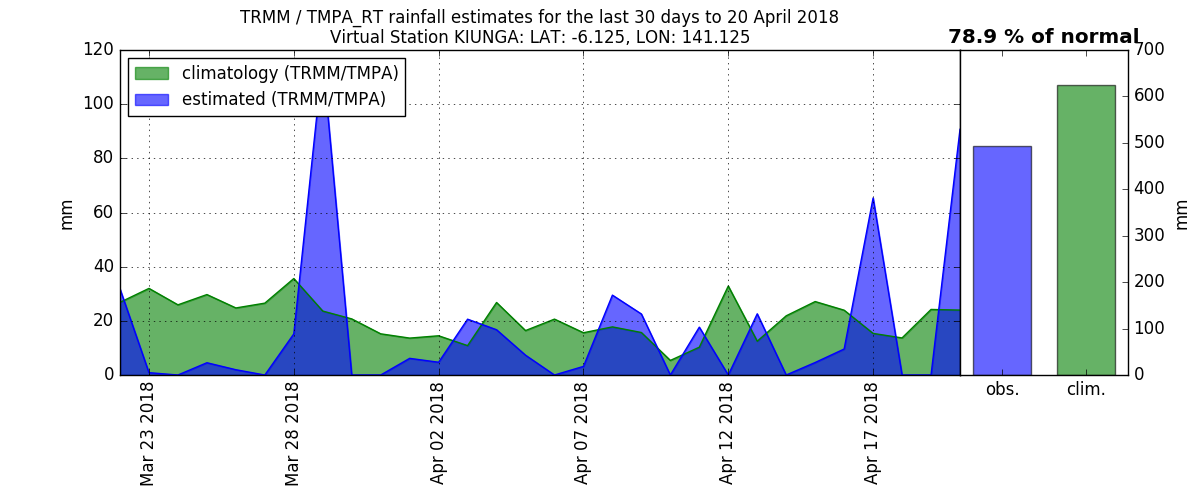 TRMM / TMPA_RT rainfall estimates for the last 30 days to 20 April 2018
Virtual Station KIUNGA: LAT: -6.125, LON: 141.125
78.9 % of normal
climatology (TRMM/TMPA)
estimated (TRMM/TMPA)
120
100
80
60
40
20
0
mm
Mar 23 2018
Mar 28 2018
Apr 02 2018
Apr 07 2018
Apr 12 2018
Apr 17 2018
obs.
clim.
700
600
500
400
300
200
100
0
mm